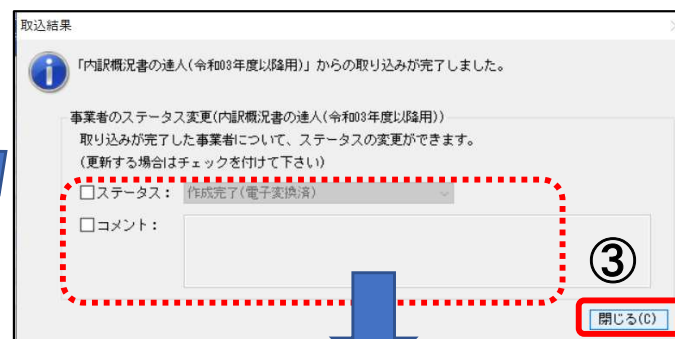 取込結果
「内訳概況書の達人(令和03年度以降用)」からの取り込みが完了しました。
事業者のステータス変更(内訳概況書の達人(令和03年度以降用))
取り込みが完了した事業者について、ステータスの変更ができます。
(更新する場合はチェックを付けて下さい)
ステータス： 作成完了(電子変換済)
コメント：
③
閉じる(C)